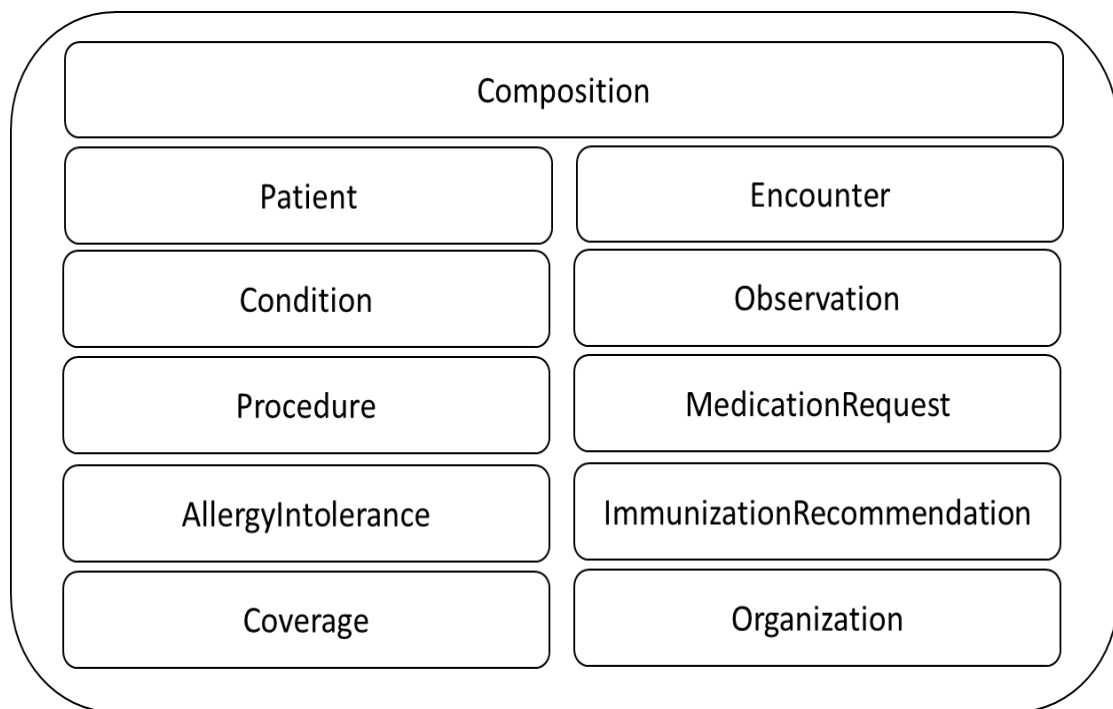 Composition
Patient
Encounter
Condition
Observation
Procedure
MedicationRequest
AllergyIntolerance
ImmunizationRecommendation
Coverage
Organization